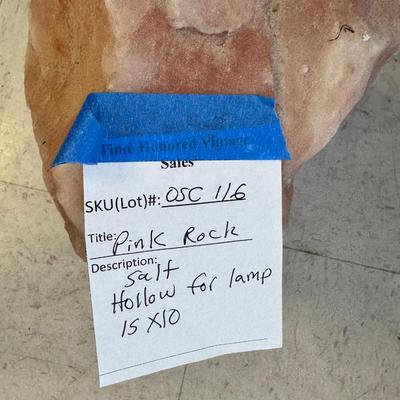 Time Honored Vintage
Sales
SKU(Lot)#: OSC 116
Title: Pink Rock
Description:
Salt
Hollow for lamp
15 X10